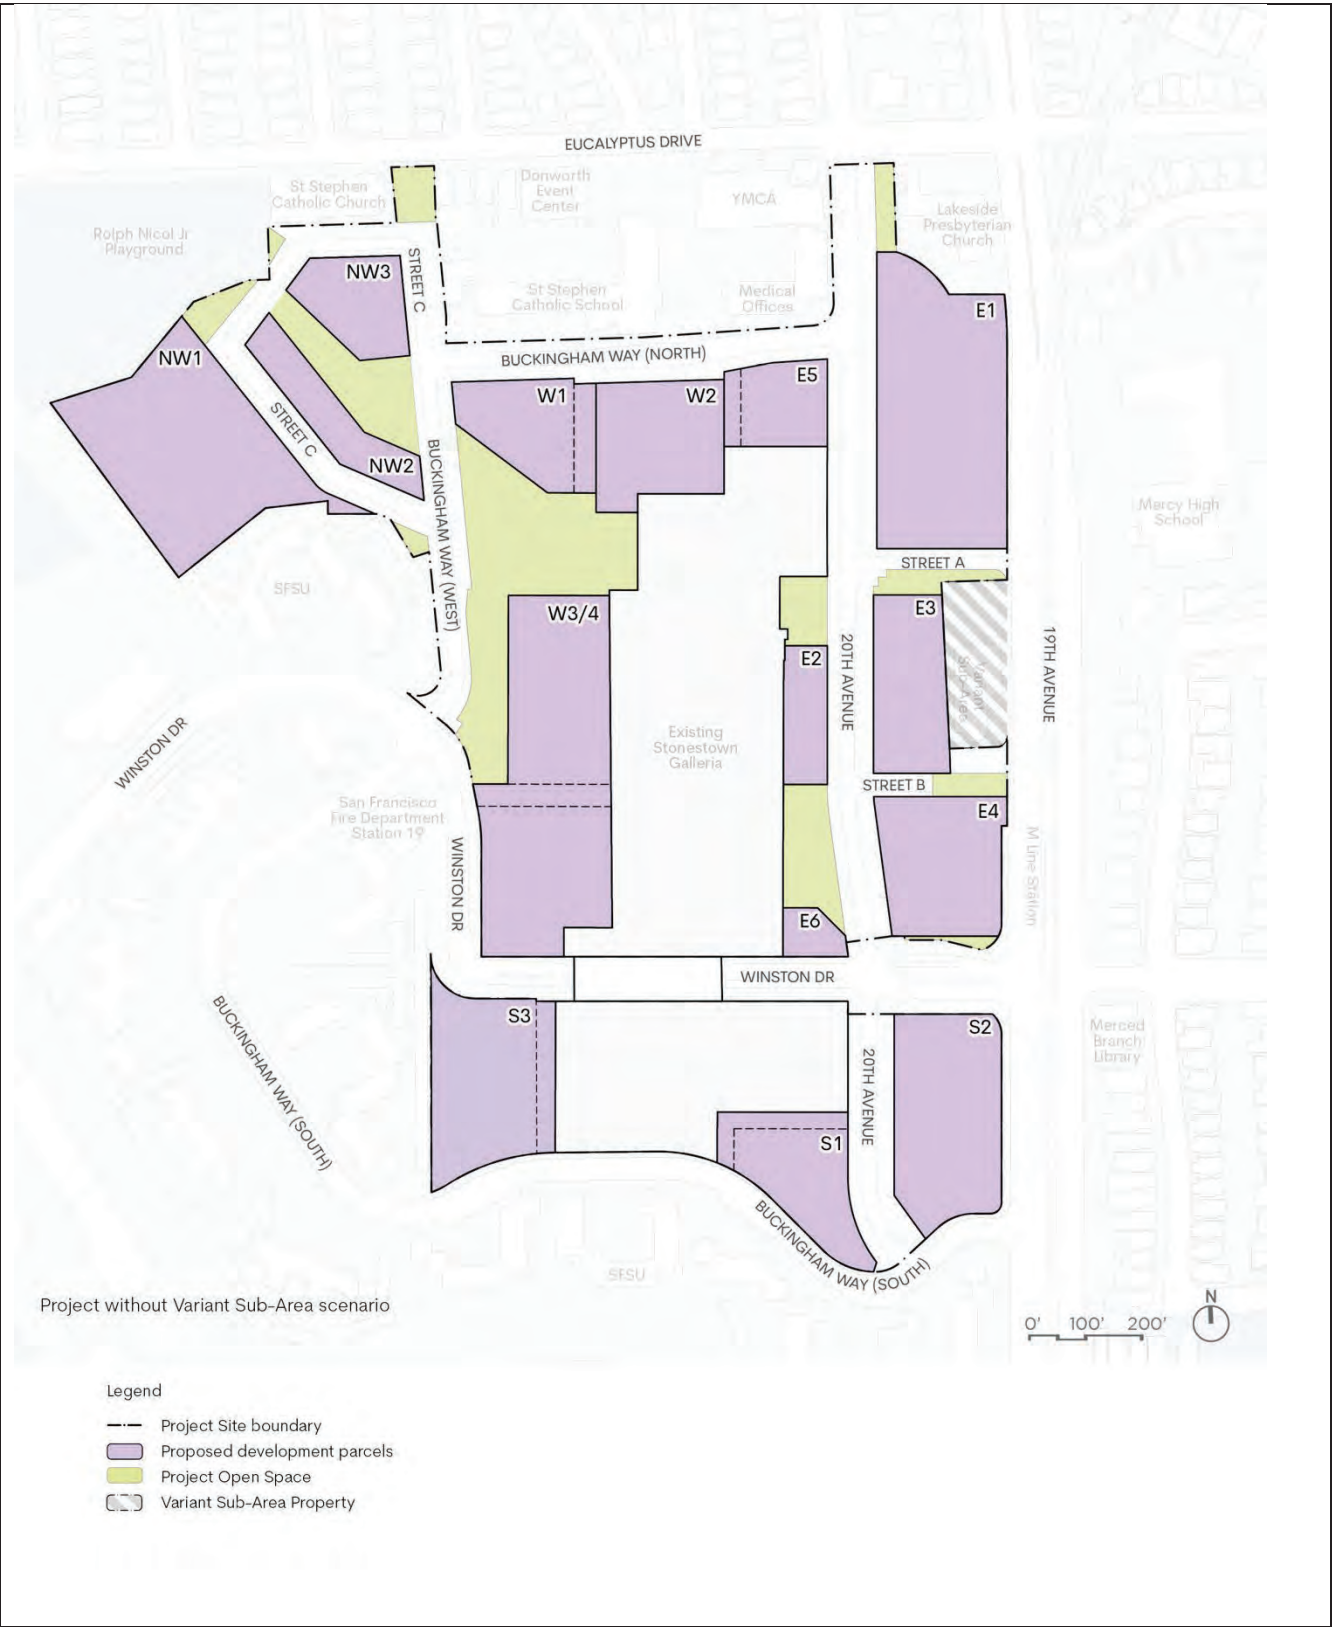 EUCALYPTUS DRIVE
St Stephen
Catholic Church
Donworth
Event
Center
YMCA
Lakeside
Presbyterian
Church
Rolph Nicol Jr
Playground
NW3
STREET C
St Stephen
Catholic School
Medical
Offices
E1
NW1
BUCKINGHAM WAY (NORTH)
E5
W1
W2
STREET C
NW2
BUCKINGHAM WAY (WEST)
Mercy High
School
STREET A
SFSU
W3/4
E3
E2
20TH AVENUE
Variant
Sub-Area
19TH AVENUE
WINSTON DR
Existing
Stonestown
Galleria
STREET B
San Francisco
Fire Department
Station 19
E4
WINSTON DR
M Line Station
E6
WINSTON DR
BUCKINGHAM WAY (SOUTH)
S3
S2
Merced
Branch
Library
20TH AVENUE
S1
BUCKINGHAM WAY (SOUTH)
SFSU
Project without Variant Sub-Area scenario
N
0' 100' 200'
Legend
Project Site boundary
Proposed development parcels
Project Open Space
Variant Sub-Area Property